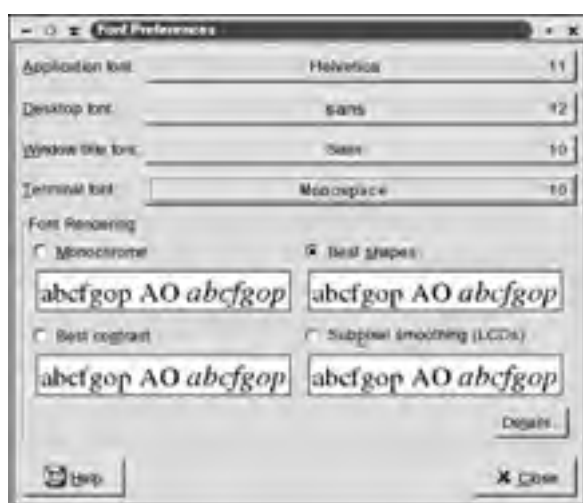 Font Preferences
Application font: Helvetica 11
Desktop font: sans 12
Window title font: Sans 10
Terminal font: Monospace 10
Font Rendering
Monochrome
Best shapes
abcfgop AO abcfgop
abcfgop AO abcfgop
Best contrast
Subpixel smoothing (LCDs)
abcfgop AO abcfgop
abcfgop AO abcfgop
Details...
Help
Close